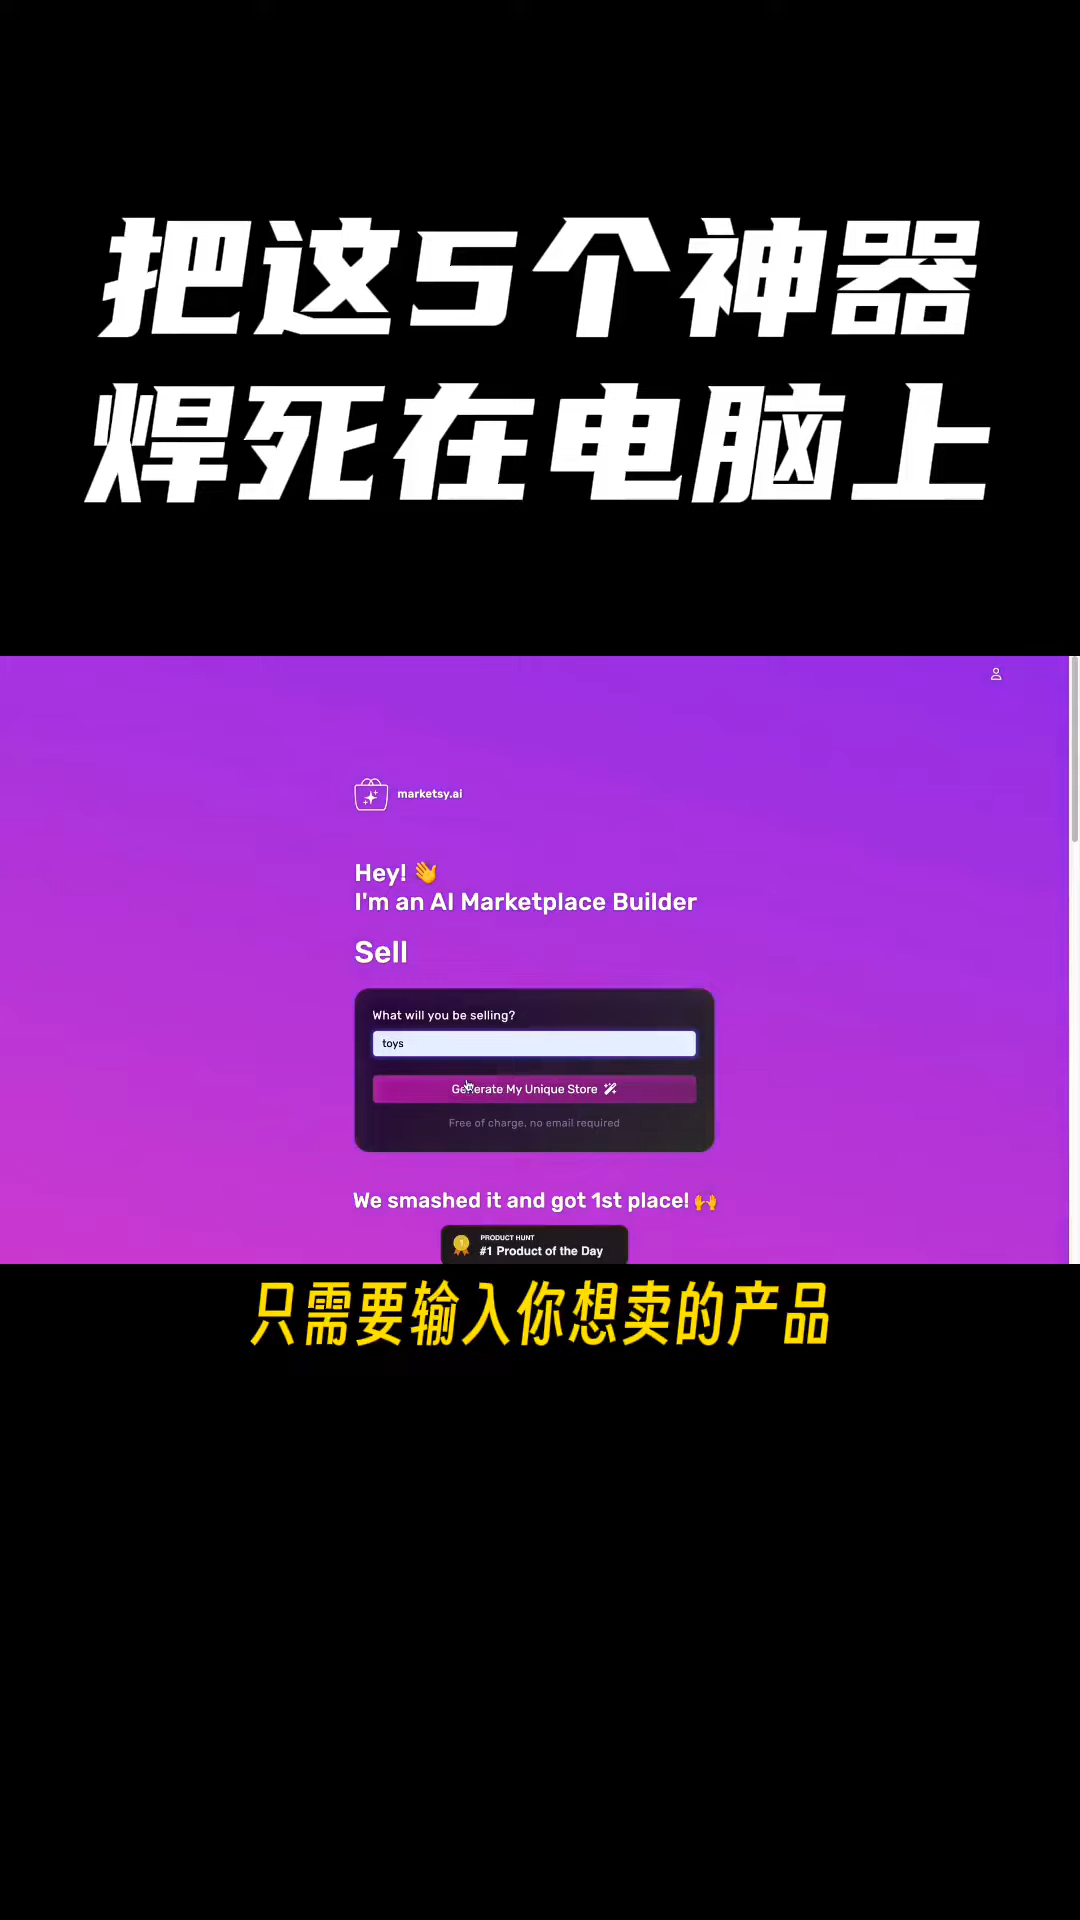 把这5个神器
焊死在电脑上
marketsy.ai
Hey! 👋
I'm an AI Marketplace Builder
Sell
What will you be selling?
toys
Generate My Unique Store
Free of charge, no email required
We smashed it and got 1st place! 🙌
PRODUCT HUNT
#1 Product of the Day
只需要输入你想卖的产品